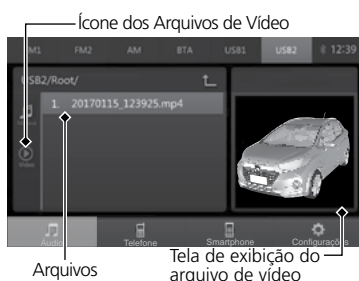 Ícone dos Arquivos de Vídeo
FM1 FM2 AM BTA USB1 USB2 12:39
USB2/Root/
1. 20170115_123925.mp4
Video
Áudio Telefone Smartphone Configurações
Arquivos
Tela de exibição do
arquivo de vídeo